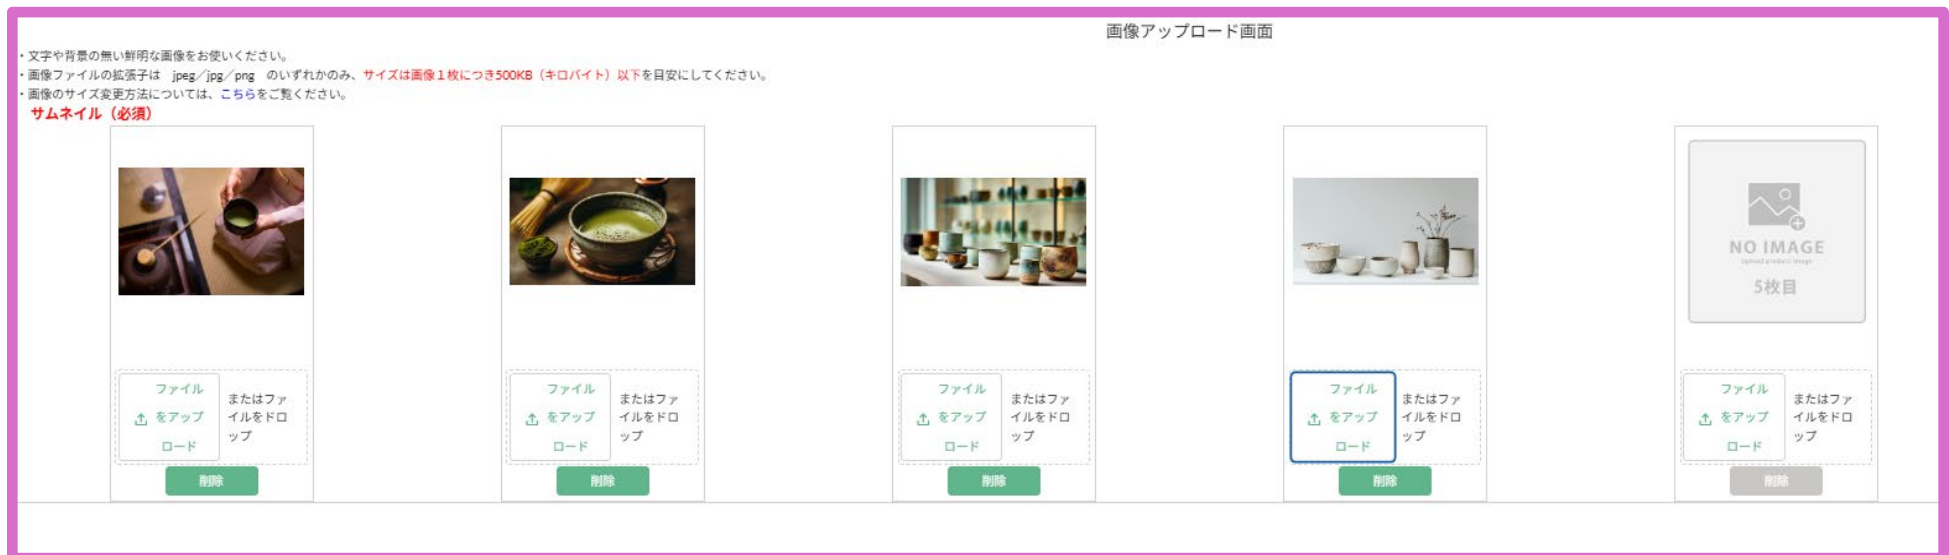 画像アップロード画面
・文字や背景の無い鮮明な画像をお使いください。
・画像ファイルの拡張子は　jpeg／jpg／png　のいずれかのみ、サイズは画像１枚につき500KB（キロバイト）以下を目安にしてください。
・画像のサイズ変更方法については、こちらをご覧ください。
サムネイル（必須）
NO IMAGE
Upload product image
5枚目
ファイル
をアップ
ロード
またはファ
イルをドロ
ップ
削除
ファイル
をアップ
ロード
またはファ
イルをドロ
ップ
削除
ファイル
をアップ
ロード
またはファ
イルをドロ
ップ
削除
ファイル
をアップ
ロード
またはファ
イルをドロ
ップ
削除
ファイル
をアップ
ロード
またはファ
イルをドロ
ップ
削除